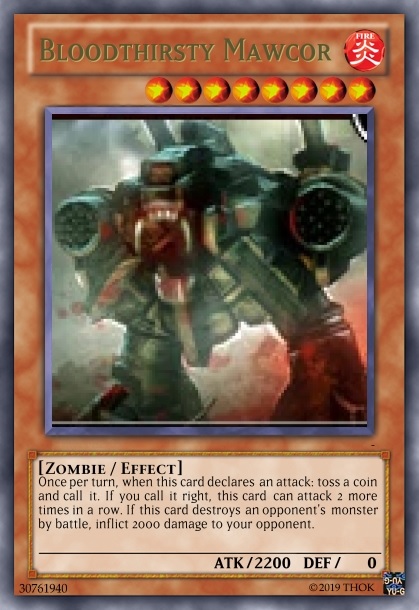 Bloodthirsty Mawcor
FIRE
炎
[Zombie / Effect]
Once per turn, when this card declares an attack: toss a coin
and call it. If you call it right, this card can attack 2 more
times in a row. If this card destroys an opponent's monster
by battle, inflict 2000 damage to your opponent.
ATK / 2200 DEF / 0
30761940
©2019 THOK